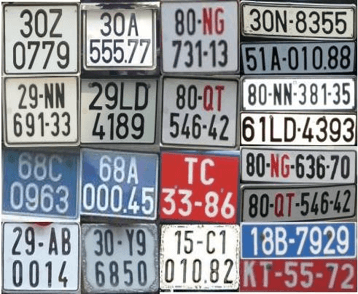 30Z
0779
30A
555.77
80-NG
731-13
30N-8355
51A-010.88
29-NN
691-33
29LD
4189
80-QT
546-42
80-NN-381-35
61LD-4393
68C
0963
68A
000.45
TC
33-86
80-NG-636-70
80-QT-546-42
29-AB
0014
30-Y9
6850
15-C1
010.82
18B-7929
KT-55-72